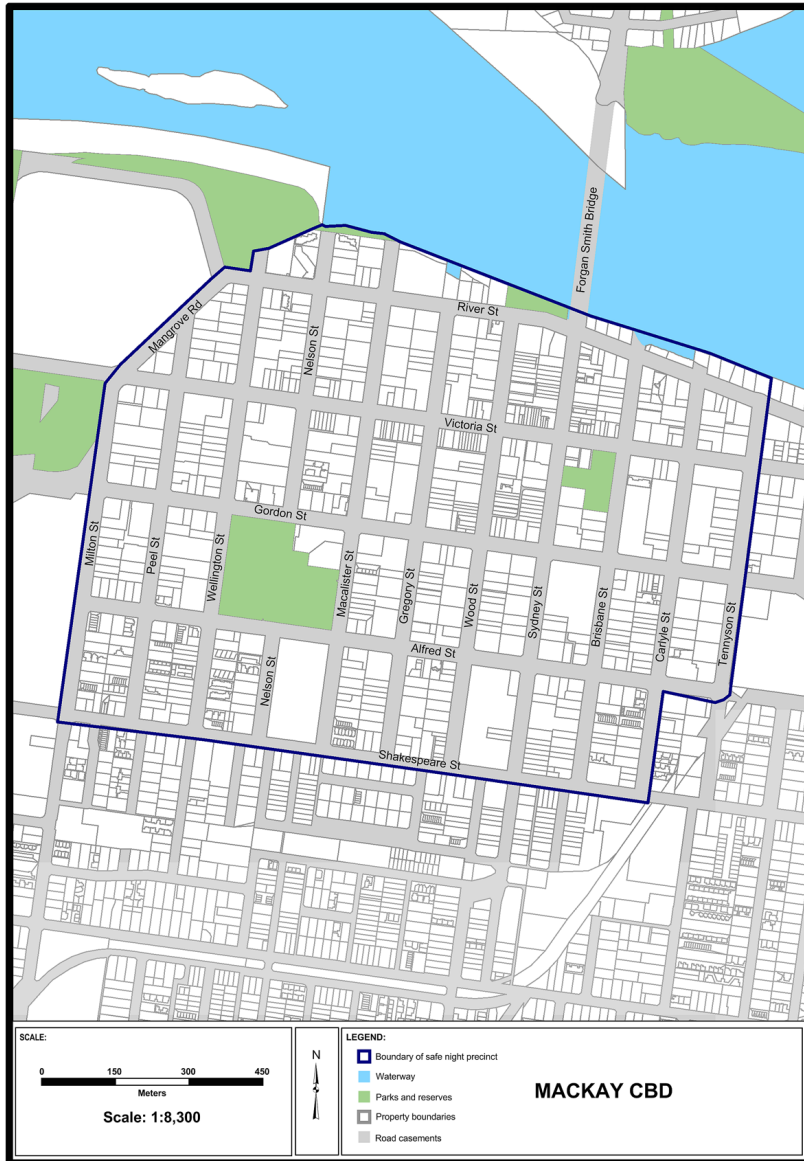 Forgan Smith Bridge
River St
Mangrove Rd
Nelson St
Victoria St
Gordon St
Milton St
Peel St
Wellington St
Macalister St
Gregory St
Wood St
Sydney St
Brisbane St
Carlyle St
Tennyson St
Alfred St
Nelson St
Shakespeare St
SCALE:
0 150 300 450
Meters
Scale: 1:8,300
N
LEGEND:
Boundary of safe night precinct
Waterway
Parks and reserves
Property boundaries
Road casements
MACKAY CBD